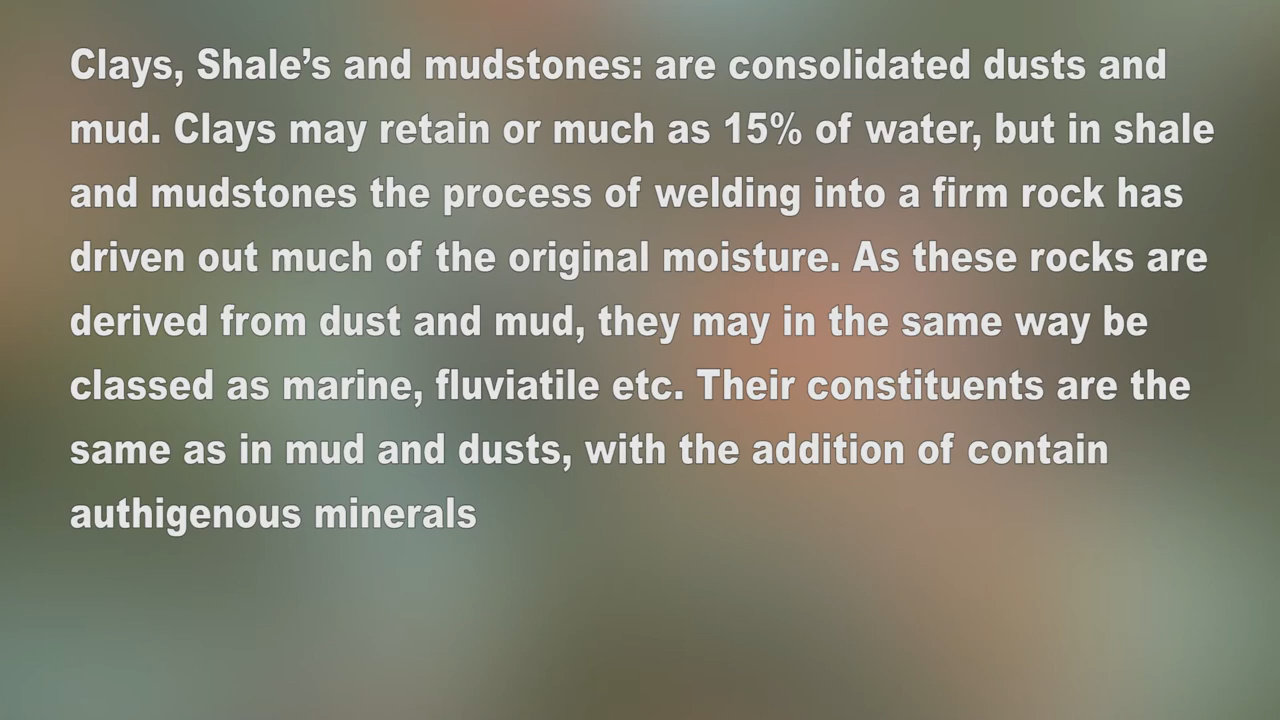 Clays, Shale’s and mudstones: are consolidated dusts and
mud. Clays may retain or much as 15% of water, but in shale
and mudstones the process of welding into a firm rock has
driven out much of the original moisture. As these rocks are
derived from dust and mud, they may in the same way be
classed as marine, fluviatile etc. Their constituents are the
same as in mud and dusts, with the addition of contain
authigenous minerals